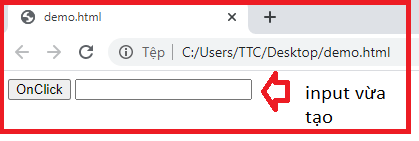 demo.html
Tệp | C:/Users/TTC/Desktop/demo.html
OnClick
input vừa
tạo